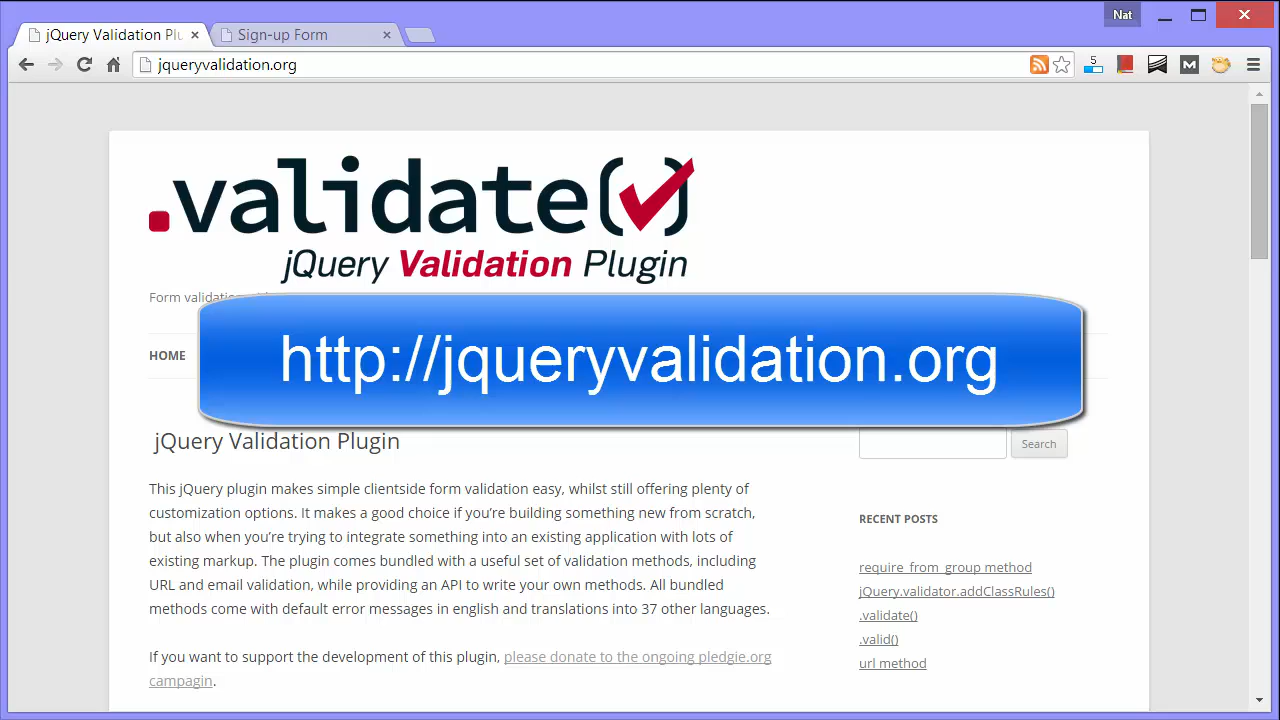 Nat
jQuery Validation Plu
Sign-up Form
jqueryvalidation.org
5
M
.validate(✓)
jQuery Validation Plugin
Form validation
http://jqueryvalidation.org
HOME
jQuery Validation Plugin
Search
This jQuery plugin makes simple clientside form validation easy, whilst still offering plenty of
customization options. It makes a good choice if you're building something new from scratch,
but also when you're trying to integrate something into an existing application with lots of
existing markup. The plugin comes bundled with a useful set of validation methods, including
URL and email validation, while providing an API to write your own methods. All bundled
methods come with default error messages in english and translations into 37 other languages.
If you want to support the development of this plugin, please donate to the ongoing pledgie.org
campagin.
RECENT POSTS
require_from_group method
jQuery.validator.addClassRules()
.validate()
.valid()
url method